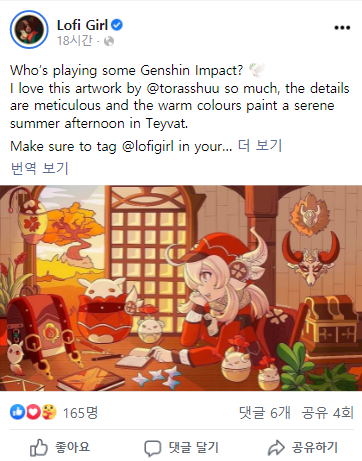 Lofi Girl
18시간 ·
Who's playing some Genshin Impact? 🕊️
I love this artwork by @torasshuu so much, the details
are meticulous and the warm colours paint a serene
summer afternoon in Teyvat.
Make sure to tag @lofigirl in your... 더 보기
번역 보기
165명 댓글 6개 공유 4회
좋아요 댓글 달기 공유하기